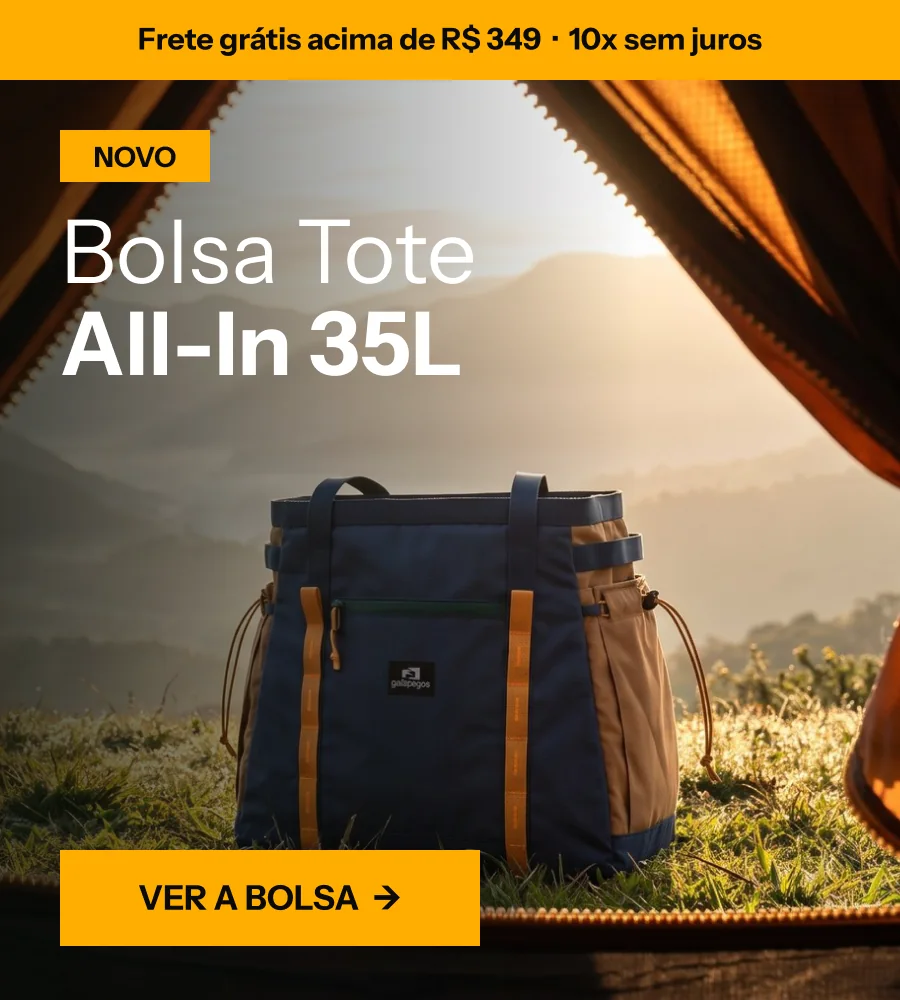 Frete grátis acima de R$ 349 · 10x sem juros
NOVO
Bolsa Tote
All-In 35L
galápagos
VER A BOLSA →